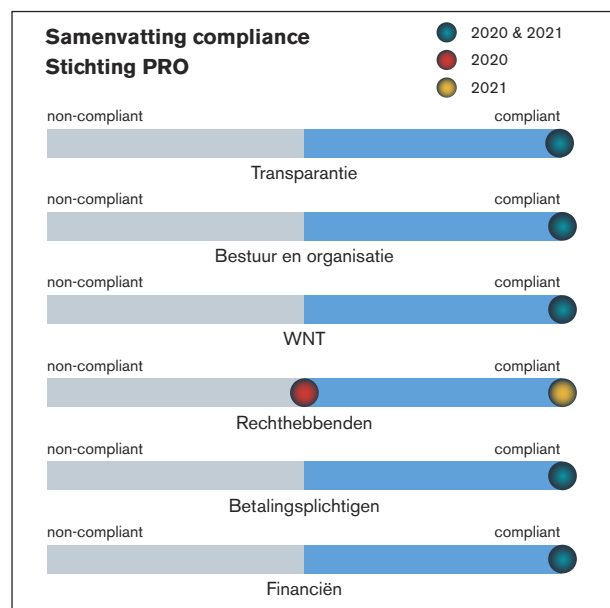 Samenvatting compliance
Stichting PRO
2020 & 2021
2020
2021
non-compliant compliant
Transparantie
non-compliant compliant
Bestuur en organisatie
non-compliant compliant
WNT
non-compliant compliant
Rechthebbenden
non-compliant compliant
Betalingsplichtigen
non-compliant compliant
Financiën